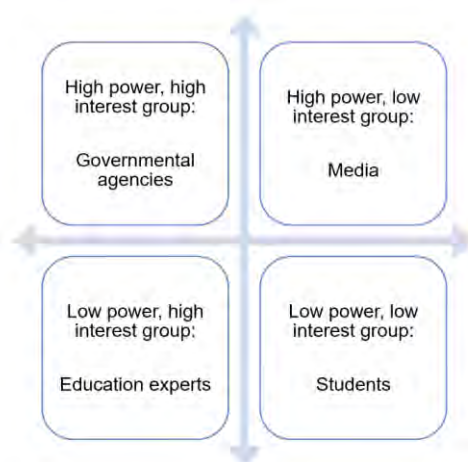 High power, high
interest group:
Governmental
agencies
High power, low
interest group:
Media
Low power, high
interest group:
Education experts
Low power, low
interest group:
Students